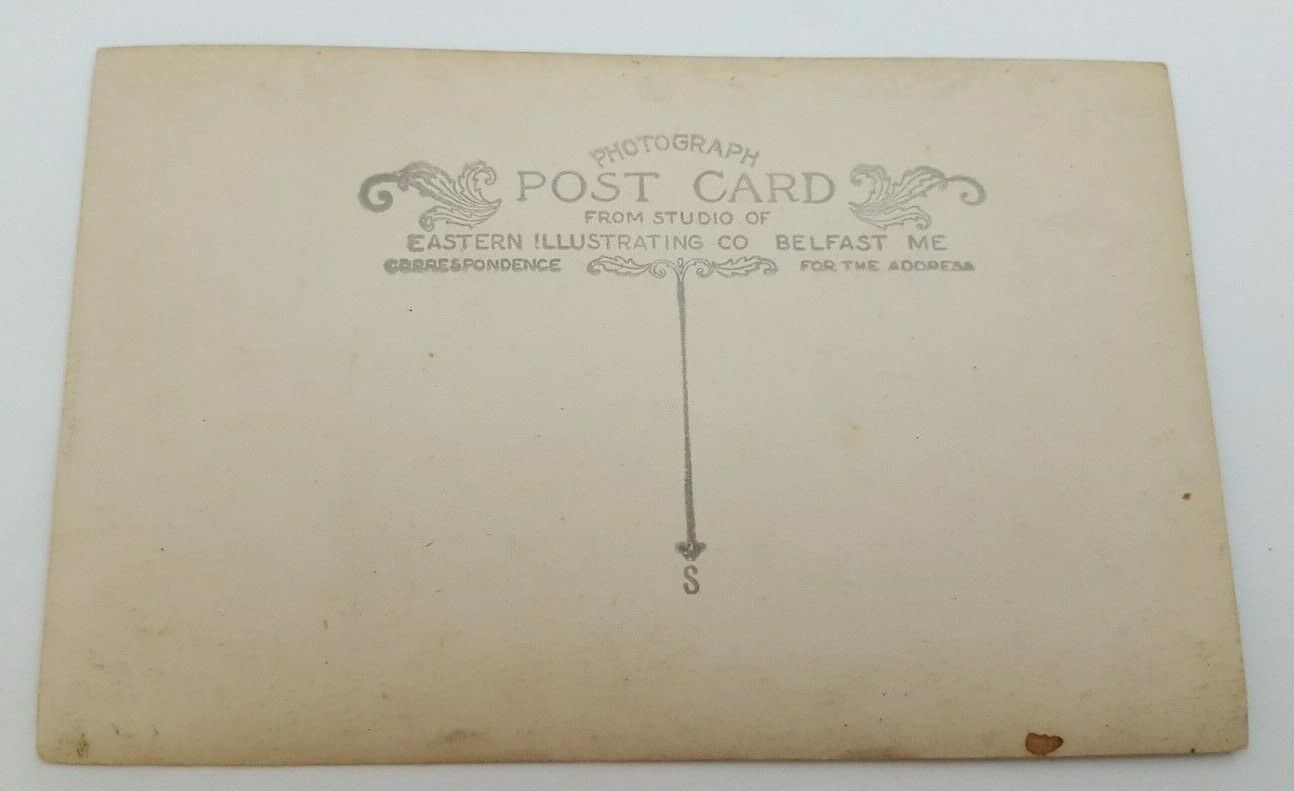 PHOTOGRAPH
POST CARD
FROM STUDIO OF
EASTERN ILLUSTRATING CO BELFAST ME
CORRESPONDENCE FOR THE ADDRESS
S